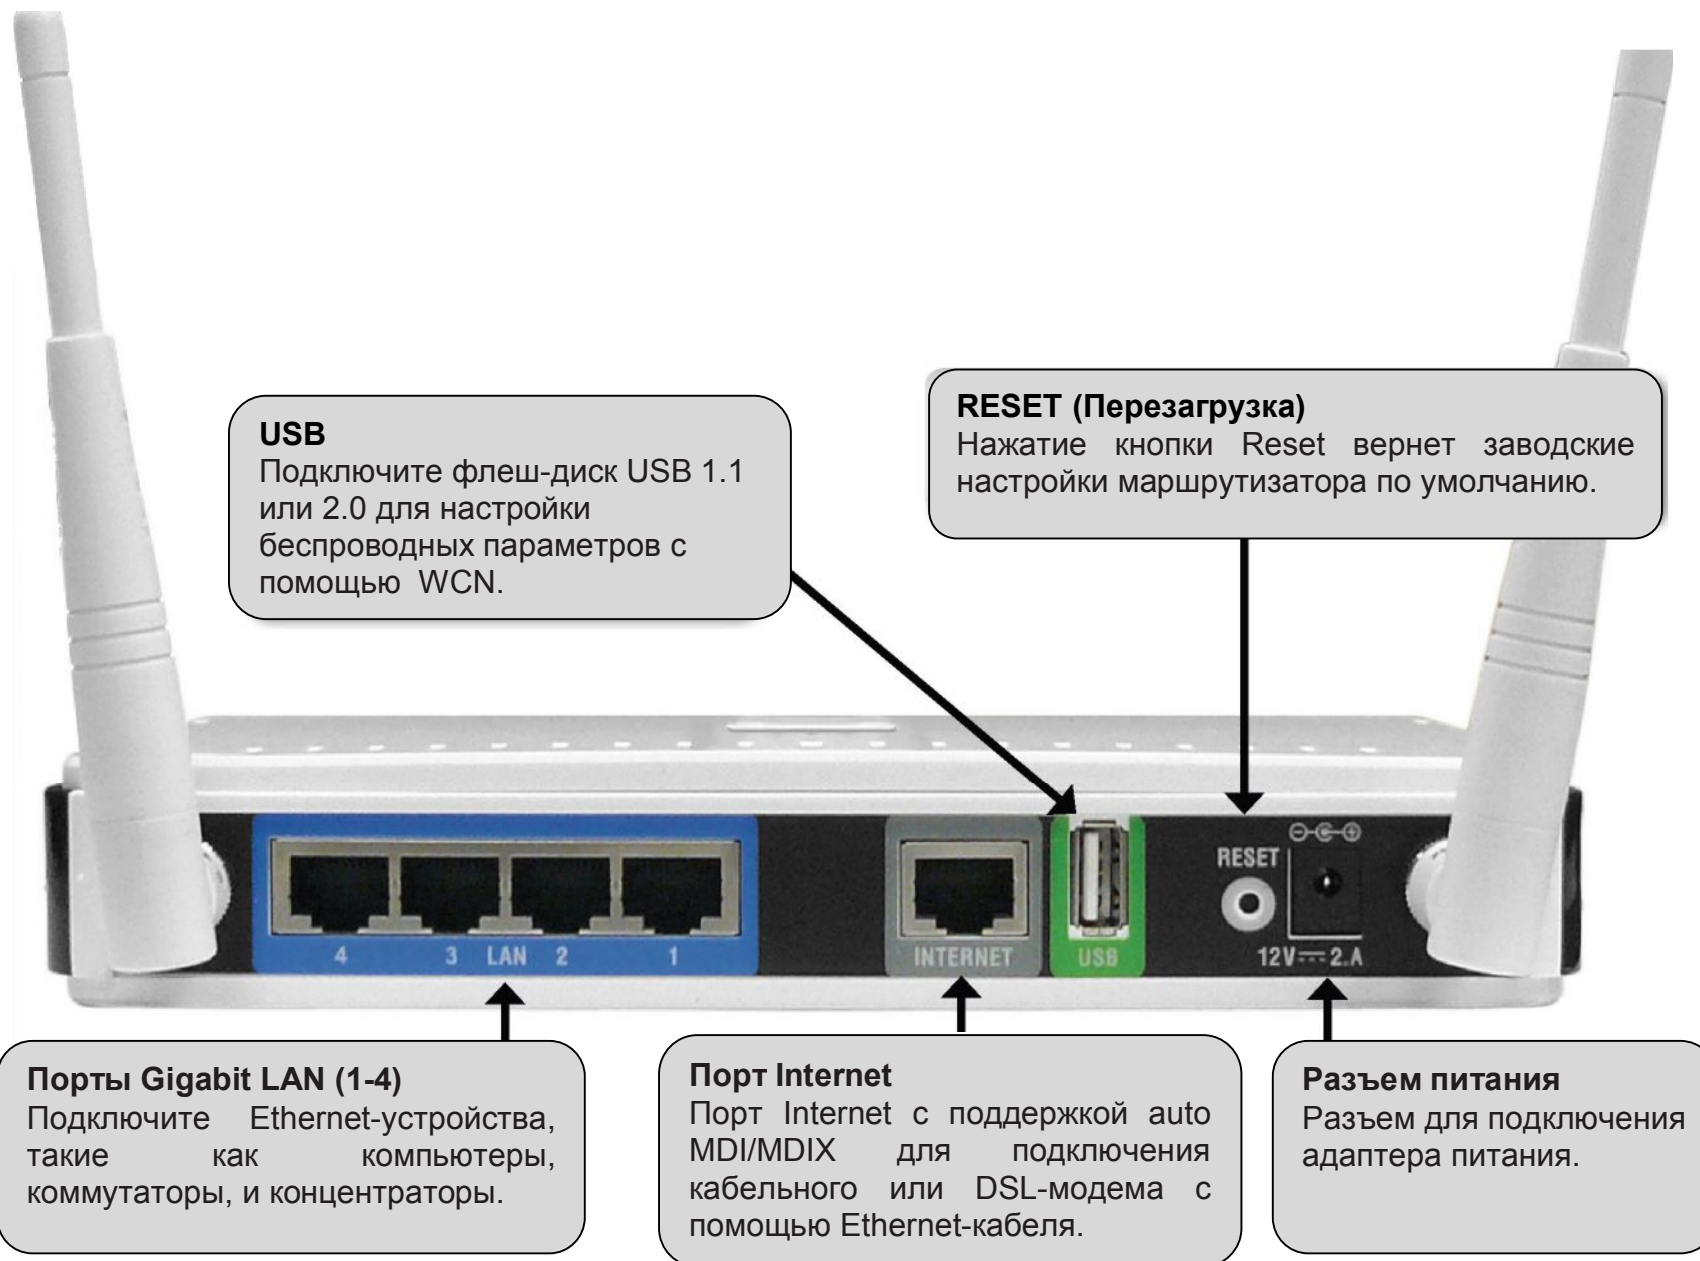 USB
Подключите флеш-диск USB 1.1
или 2.0 для настройки
беспроводных параметров с
помощью WCN.
RESET (Перезагрузка)
Нажатие кнопки Reset вернет заводские
настройки маршрутизатора по умолчанию.
RESET
4 3 LAN 2 1
INTERNET
USB
12V 2.A
Порты Gigabit LAN (1-4)
Подключите Ethernet-устройства,
такие как компьютеры,
коммутаторы, и концентраторы.
Порт Internet
Порт Internet с поддержкой auto
MDI/MDIX для подключения
кабельного или DSL-модема с
помощью Ethernet-кабеля.
Разъем питания
Разъем для подключения
адаптера питания.